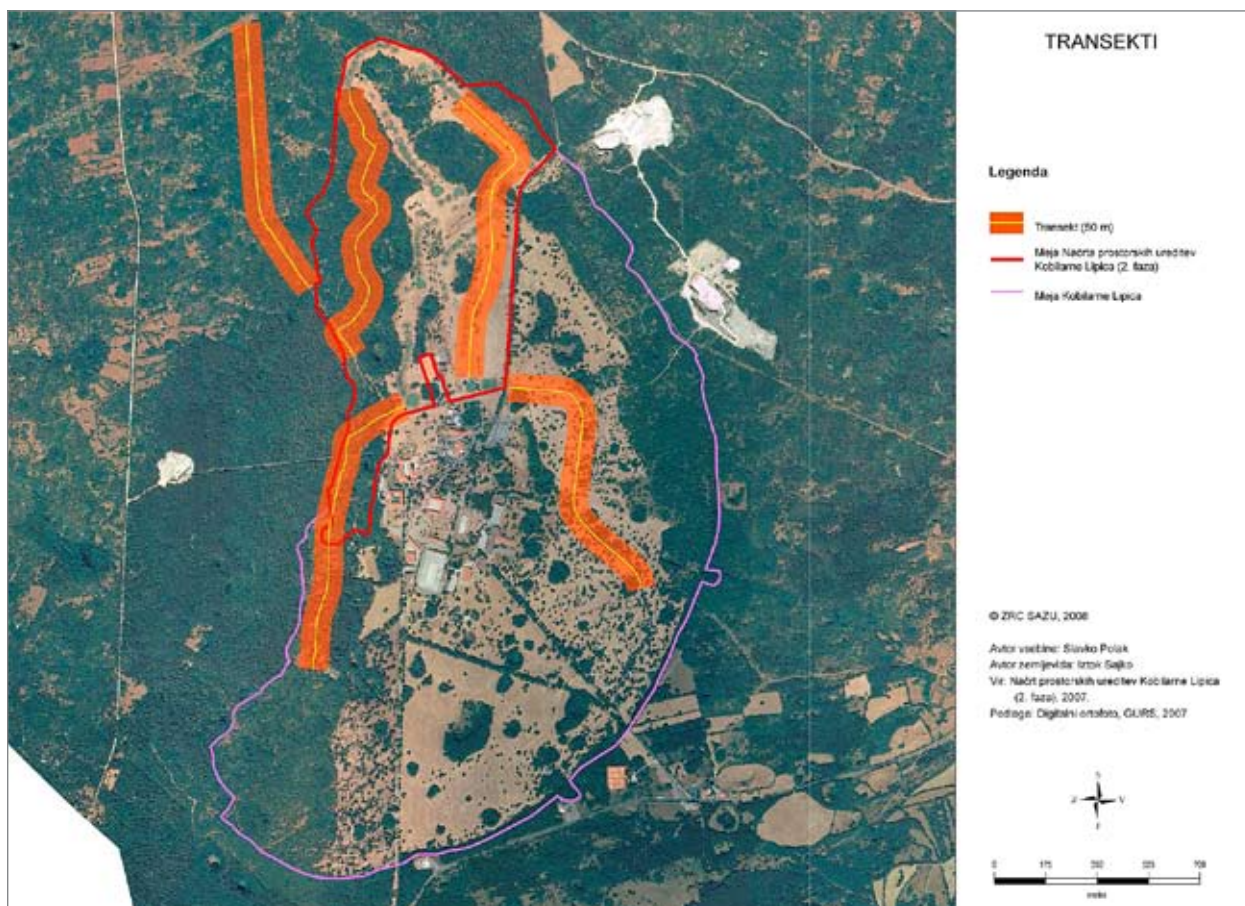 TRANSEKTI
Legenda
Transekt (50 m)
Meja Načrta prostorskih ureditev
Kobilarne Lipica (2. faza)
Meja Kobilarne Lipica
© ZRC SAZU, 2008
Avtor vsebine: Slavko Polak
Avtor zemljevida: Iztok Sajko
Vir: Načrt prostorskih ureditev Kobilarne Lipica
(2. faza), 2007.
Podlaga: Digitalni ortofoto, GURS, 2007
S
Z V
J
0 175 350 525 700
metri